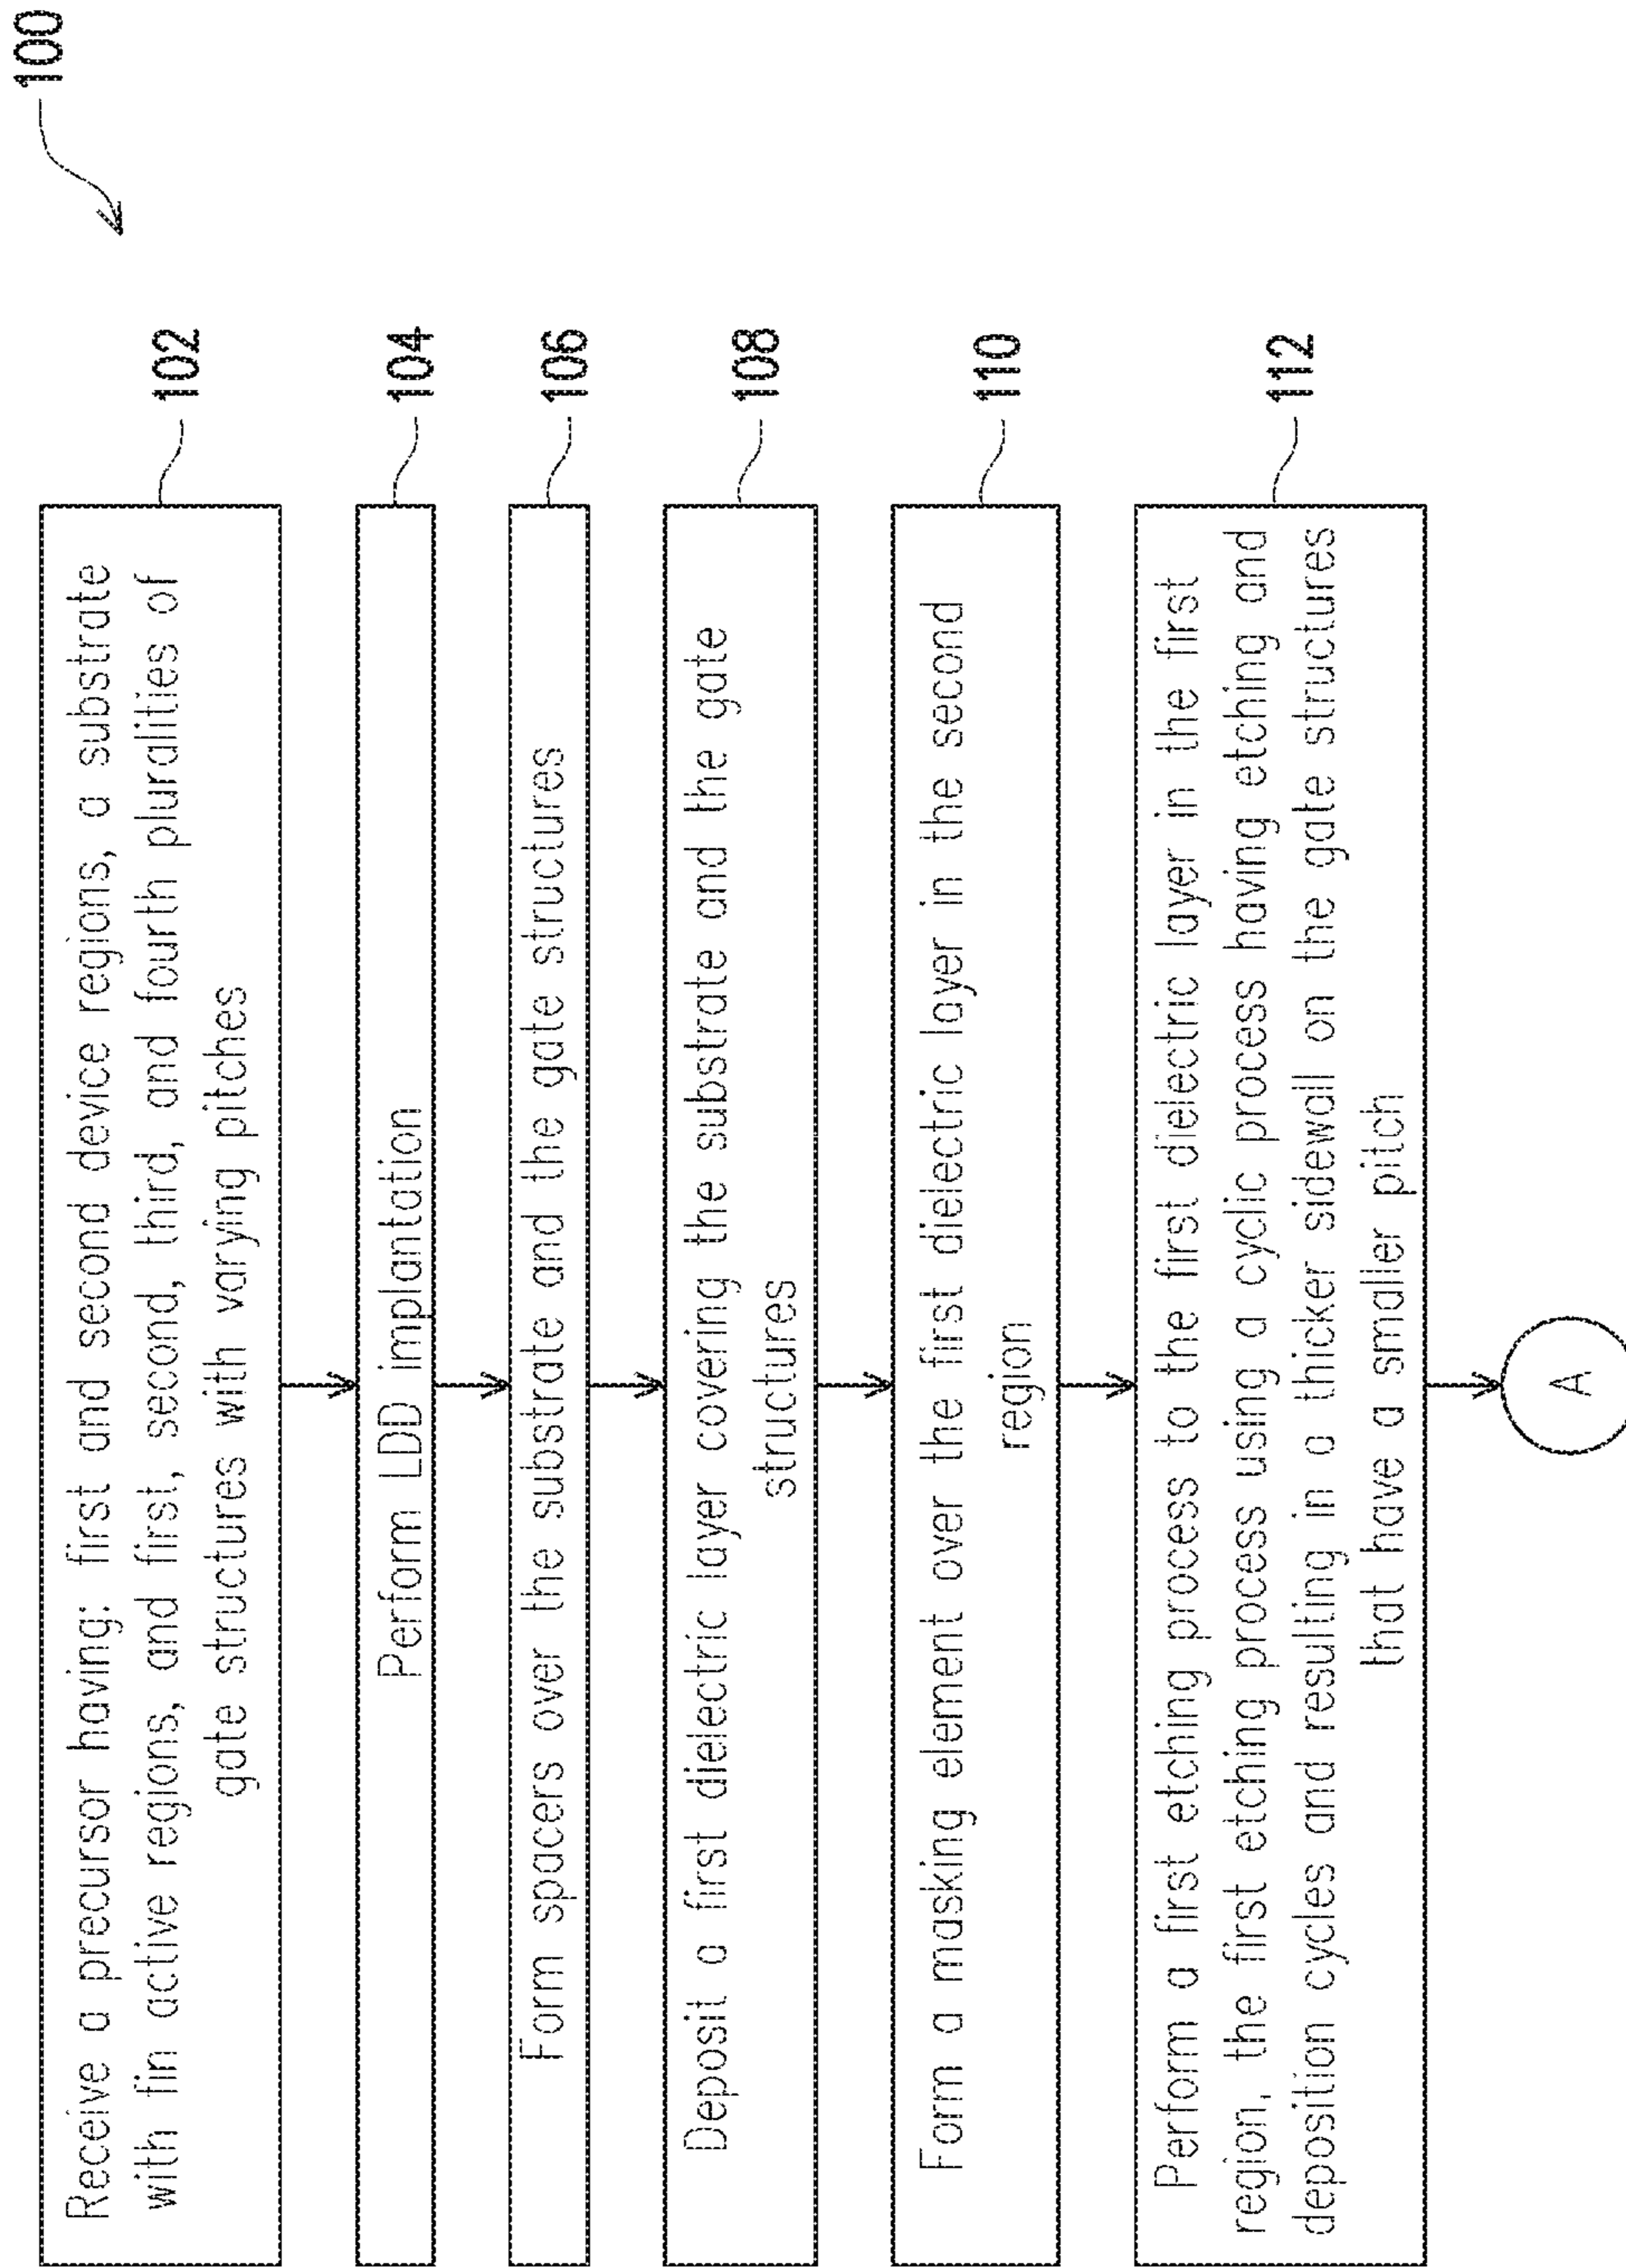 100
Receive a precursor having: first and second device regions, a substrate
with fin active regions, and first, second, third, and fourth pluralities of
gate structures with varying pitches
102
Perform LDD implantation
104
Form spacers over the substrate and the gate structures
106
Deposit a first dielectric layer covering the substrate and the gate
structures
108
Form a masking element over the first dielectric layer in the second
region
110
Perform a first etching process to the first dielectric layer in the first
region, the first etching process using a cyclic process having etching and
deposition cycles and resulting in a thicker sidewall on the gate structures
that have a smaller pitch
112
A